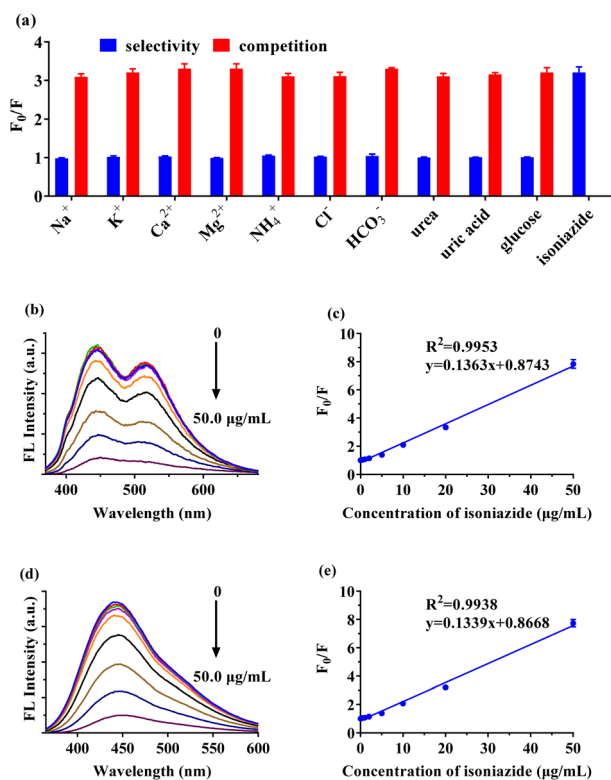 (a)
selectivity competition
4
3
2
1
0
F₀/F
Na⁺ K⁺ Ca²⁺ Mg²⁺ NH₄⁺ Cl⁻ HCO₃⁻ urea uric acid glucose isoniazide
(b)
0
50.0 μg/mL
FL Intensity (a.u.)
400 500 600
Wavelength (nm)
(c)
R²=0.9953
y=0.1363x+0.8743
10
8
6
4
2
0
F₀/F
0 10 20 30 40 50
Concentration of isoniazide (μg/mL)
(d)
0
50.0 μg/mL
FL Intensity (a.u.)
400 450 500 550 600
Wavelength (nm)
(e)
R²=0.9938
y=0.1339x+0.8668
10
8
6
4
2
0
F₀/F
0 10 20 30 40 50
Concentration of isoniazide (μg/mL)